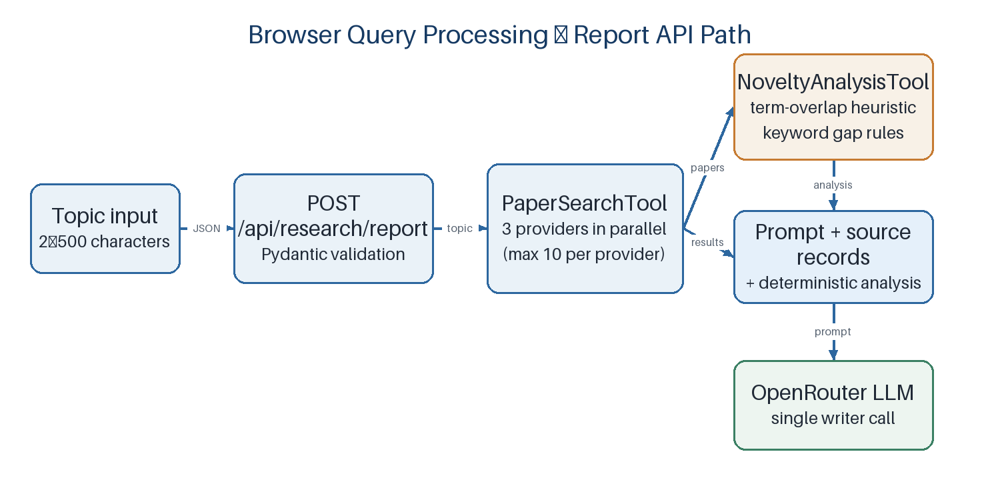 Browser Query Processing ☒ Report API Path
Topic input
2☒500 characters
JSON
POST
/api/research/report
Pydantic validation
topic
PaperSearchTool
3 providers in parallel
(max 10 per provider)
papers
results
NoveltyAnalysisTool
term-overlap heuristic
keyword gap rules
analysis
Prompt + source
records
+ deterministic analysis
prompt
OpenRouter LLM
single writer call